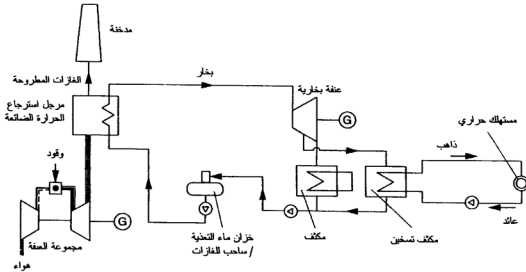 مدخنة
الغازات المطروحة
بخار
عنفة بخارية
مرجل استرجاع
الحرارة الضائعة
G
مستهلك حراري
ذاهب
وقود
عائد
خزان ماء التغذية
/ ساحب للغازات
مكثف
مكثف تسخين
G
مجموعة العنفة
هواء